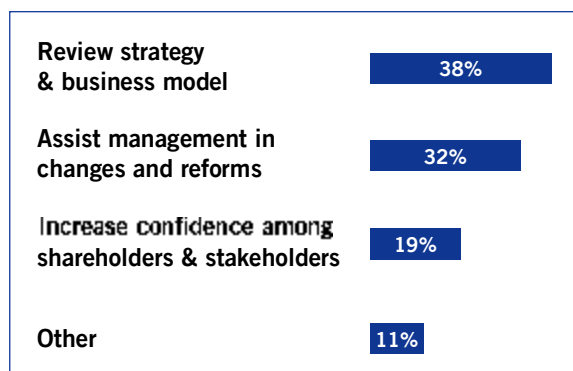 Review strategy
& business model
38%
Assist management in
changes and reforms
32%
Increase confidence among
shareholders & stakeholders
19%
Other
11%